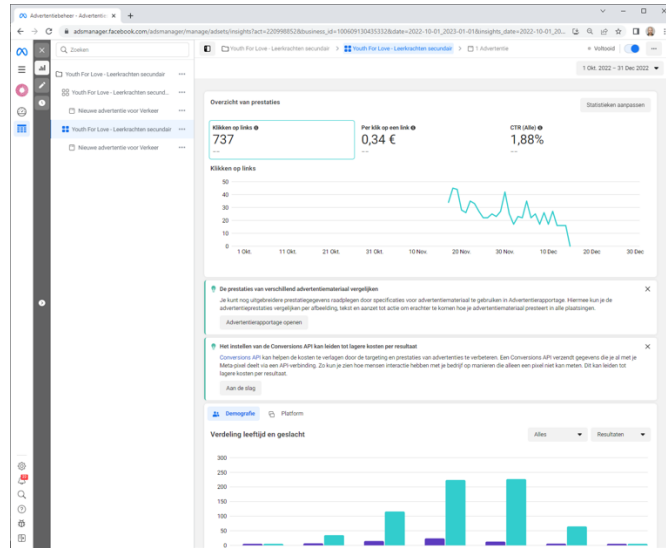 Advertentiebeheer - Advertentie
adsmanager.facebook.com/adsmanager/manage/adsets/insights?act=220998852&business_id=100609130435332&date=2022-10-01_2023-01-01&insights_date=2022-10-01_20...
Zoeken
Youth For Love - Leerkrachten secundair
Youth For Love - Leerkrachten secund...
Nieuwe advertentie voor Verkeer
Youth For Love - Leerkrachten secundair
Nieuwe advertentie voor Verkeer
Youth For Love - Leerkrachten secundair > Youth For Love - Leerkrachten secundair > 1 Advertentie
Voltooid
1 Okt. 2022 – 31 Dec 2022
Overzicht van prestaties
Statistieken aanpassen
Klikken op links
737
--
Per klik op een link
0,34 €
--
CTR (Alle)
1,88%
--
Klikken op links
50
40
30
20
10
0
1 Okt. 11 Okt. 21 Okt. 31 Okt. 10 Nov. 20 Nov. 30 Nov. 10 Dec 20 Dec 30 Dec
De prestaties van verschillend advertentiemateriaal vergelijken
Je kunt nog uitgebreidere prestatiegegevens raadplegen door specificaties voor advertentiemateriaal te gebruiken in Advertentierapportage. Hiermee kun je de
advertentieprestaties vergelijken per afbeelding, tekst en aanzet tot actie om erachter te komen hoe je advertentiemateriaal presteert in alle plaatsingen.
Advertentierapportage openen
Het instellen van de Conversions API kan leiden tot lagere kosten per resultaat
Conversions API kan helpen de kosten te verlagen door de targeting en prestaties van advertenties te verbeteren. Een Conversions API verzendt gegevens die je al met je
Meta-pixel deelt via een API-verbinding. Zo kun je zien hoe mensen interactie hebben met je bedrijf op manieren die alleen een pixel niet kan meten. Dit kan leiden tot
lagere kosten per resultaat.
Aan de slag
Demografie
Platform
Verdeling leeftijd en geslacht
Alles
Resultaten
300
250
200
150
100
50
0